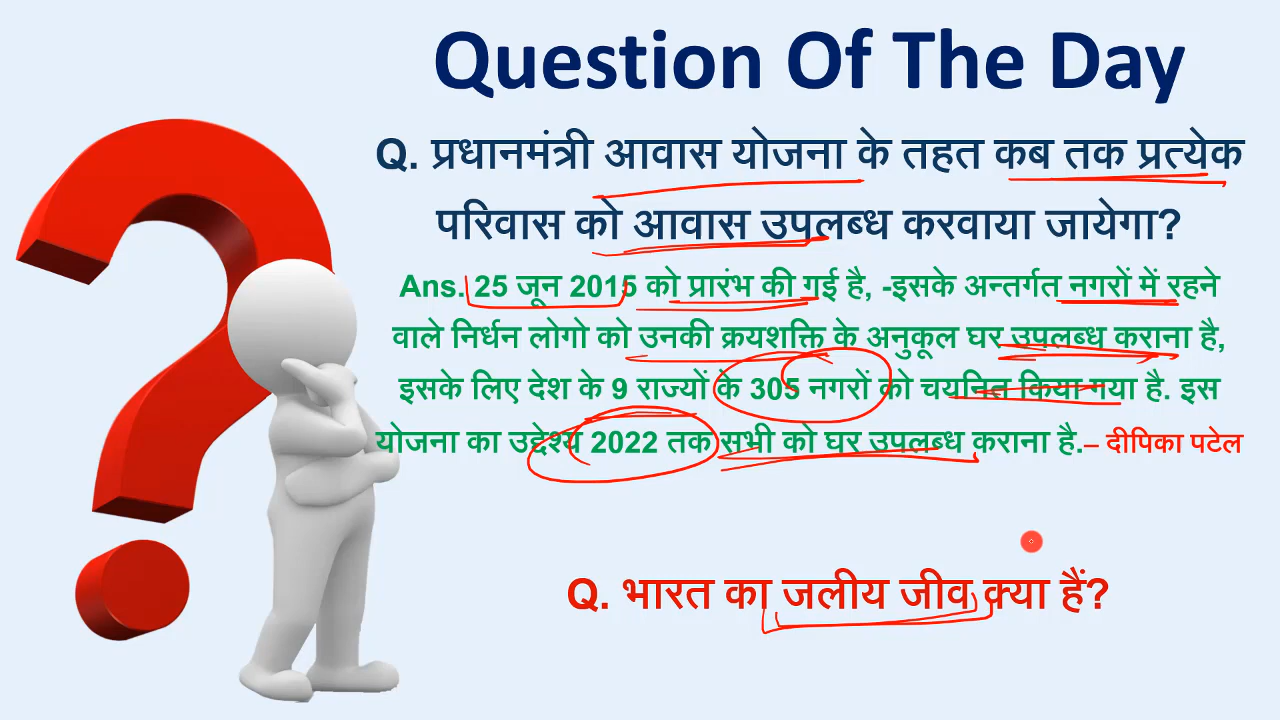 Question Of The Day
Q. प्रधानमंत्री आवास योजना के तहत कब तक प्रत्येक
परिवास को आवास उपलब्ध करवाया जायेगा?
Ans. 25 जून 2015 को प्रारंभ की गई है, -इसके अन्तर्गत नगरों में रहने
वाले निर्धन लोगो को उनकी क्रयशक्ति के अनुकूल घर उपलब्ध कराना है,
इसके लिए देश के 9 राज्यों के 305 नगरों को चयनित किया गया है. इस
योजना का उद्देश्य 2022 तक सभी को घर उपलब्ध कराना है.– दीपिका पटेल
Q. भारत का जलीय जीव क्या हैं?